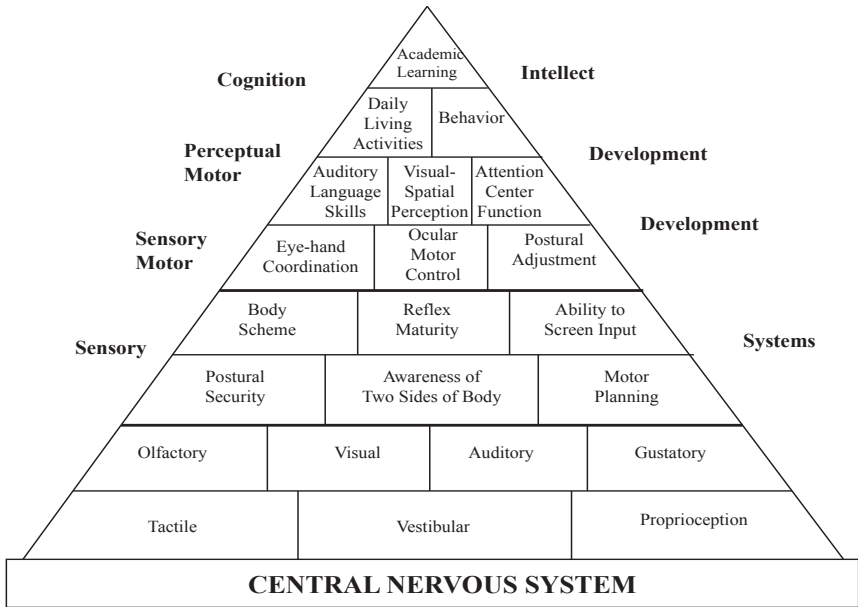 Academic
Learning
Cognition
Intellect
Daily
Living
Activities
Behavior
Perceptual
Motor
Development
Auditory
Language
Skills
Visual-
Spatial
Perception
Attention
Center
Function
Sensory
Motor
Development
Eye-hand
Coordination
Ocular
Motor
Control
Postural
Adjustment
Body
Scheme
Reflex
Maturity
Ability to
Screen Input
Sensory
Systems
Postural
Security
Awareness of
Two Sides of Body
Motor
Planning
Olfactory
Visual
Auditory
Gustatory
Tactile
Vestibular
Proprioception
CENTRAL NERVOUS SYSTEM